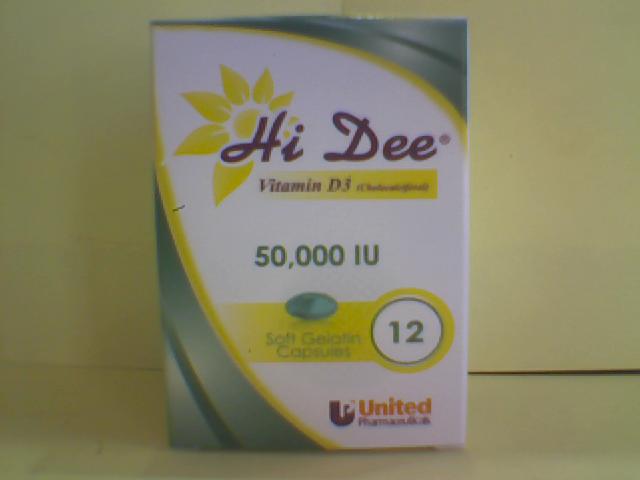 Hi Dee®
Vitamin D3 (Cholecalciferol)
50,000 IU
Soft Gelatin
Capsules
12
United
Pharmaceuticals